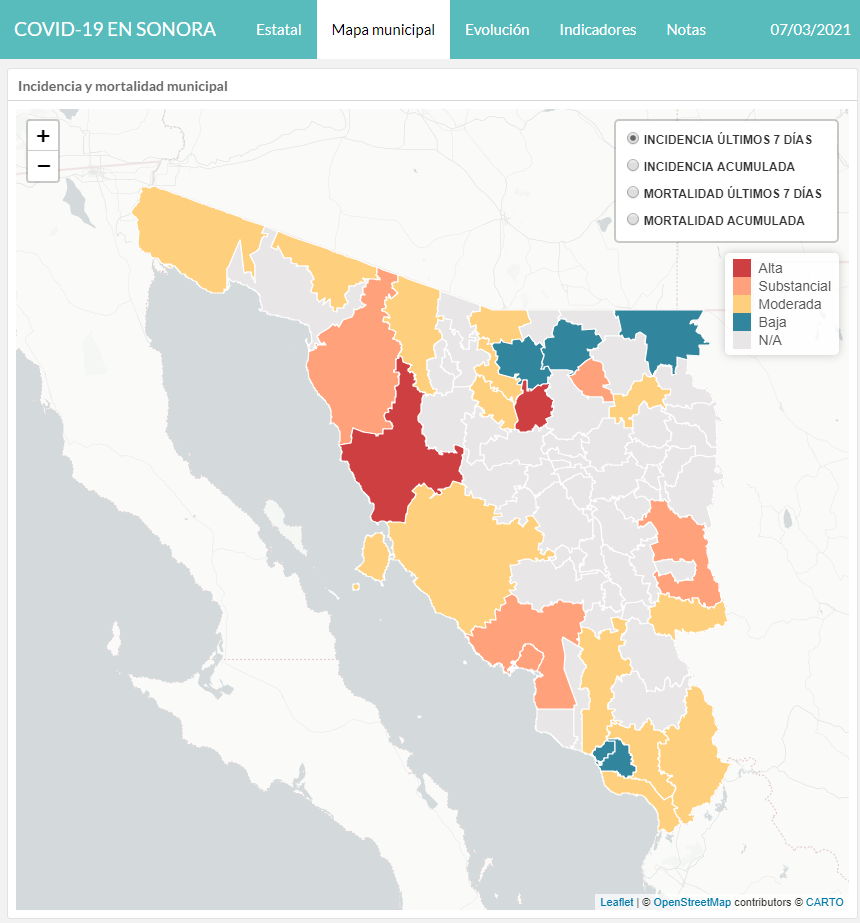 COVID-19 EN SONORA Estatal Mapa municipal Evolución Indicadores Notas 07/03/2021
Incidencia y mortalidad municipal
+
−
INCIDENCIA ÚLTIMOS 7 DÍAS
INCIDENCIA ACUMULADA
MORTALIDAD ÚLTIMOS 7 DÍAS
MORTALIDAD ACUMULADA
Alta
Substancial
Moderada
Baja
N/A
Leaflet | © OpenStreetMap contributors © CARTO